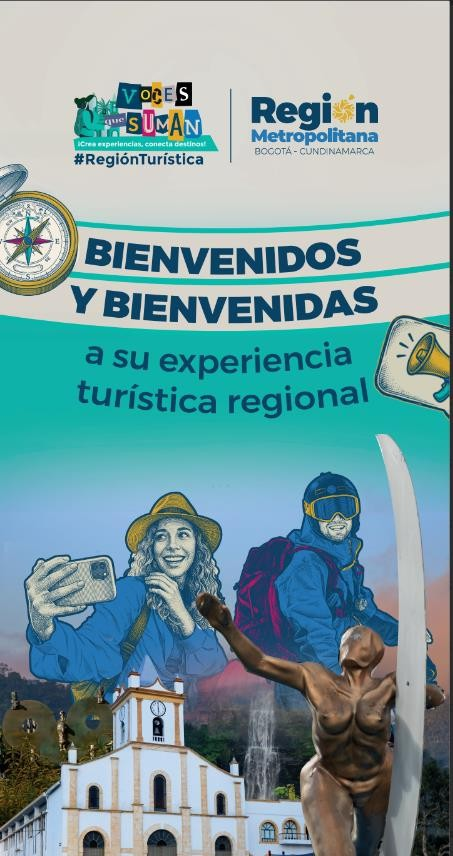 VOCES
que
SUMAN
¡Crea experiencias, conecta destinos!
#RegiónTurística
Región
Metropolitana
BOGOTÁ - CUNDINAMARCA
BIENVENIDOS
Y BIENVENIDAS
a su experiencia
turística regional